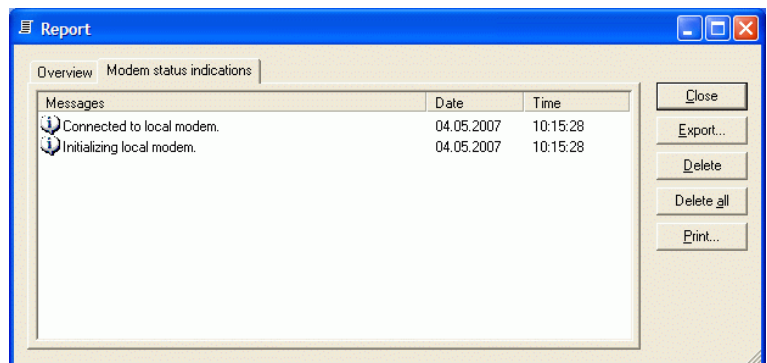 Report
Overview Modem status indications
Messages Date Time
Connected to local modem. 04.05.2007 10:15:28
Initializing local modem. 04.05.2007 10:15:28
Close
Export...
Delete
Delete all
Print...